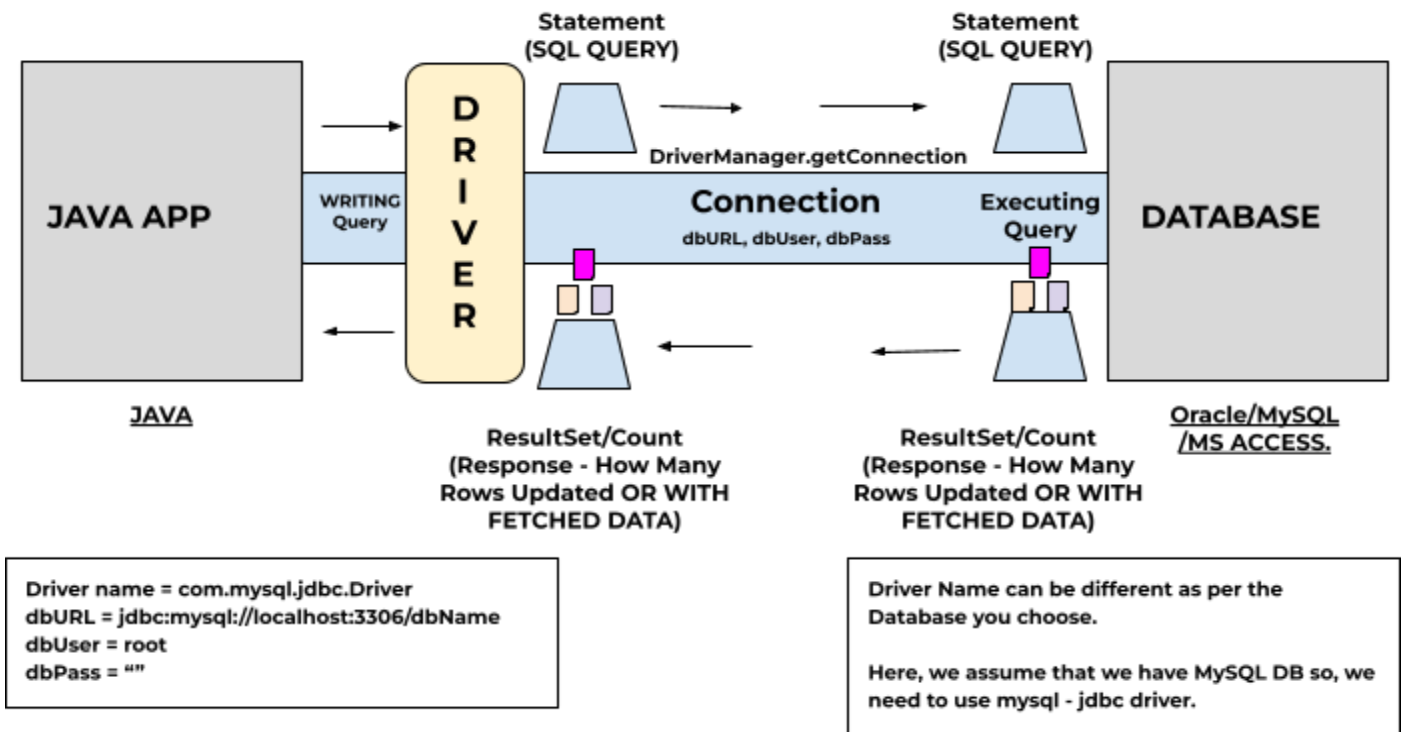 Statement
(SQL QUERY)
Statement
(SQL QUERY)
DRIVER
DriverManager.getConnection
JAVA APP
WRITING
Query
Connection
dbURL, dbUser, dbPass
Executing
Query
DATABASE
JAVA
Oracle/MySQL
/MS ACCESS.
ResultSet/Count
(Response - How Many
Rows Updated OR WITH
FETCHED DATA)
ResultSet/Count
(Response - How Many
Rows Updated OR WITH
FETCHED DATA)
Driver name = com.mysql.jdbc.Driver
dbURL = jdbc:mysql://localhost:3306/dbName
dbUser = root
dbPass = “”
Driver Name can be different as per the
Database you choose.
Here, we assume that we have MySQL DB so, we
need to use mysql - jdbc driver.